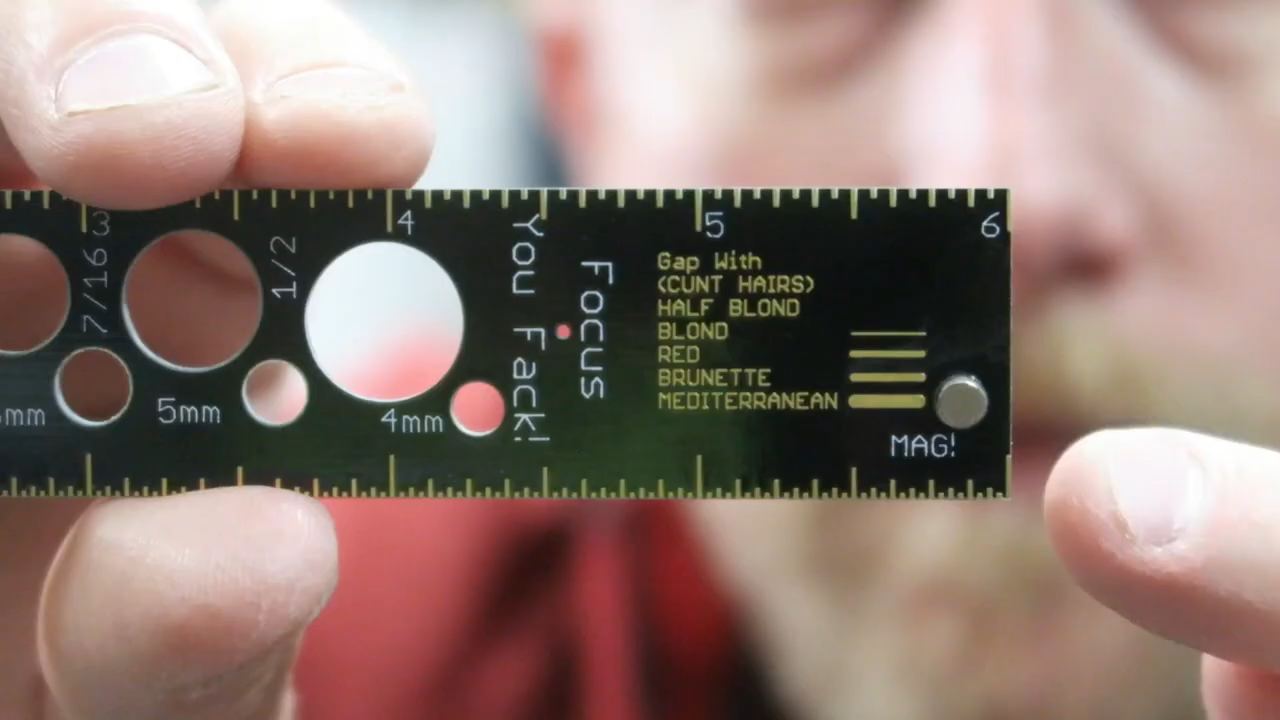 3
4
5
6
7/16
1/2
mm
5mm
4mm
Focus
You Fack!
Gap With
(CUNT HAIRS)
HALF BLOND
BLOND
RED
BRUNETTE
MEDITERRANEAN
MAG!